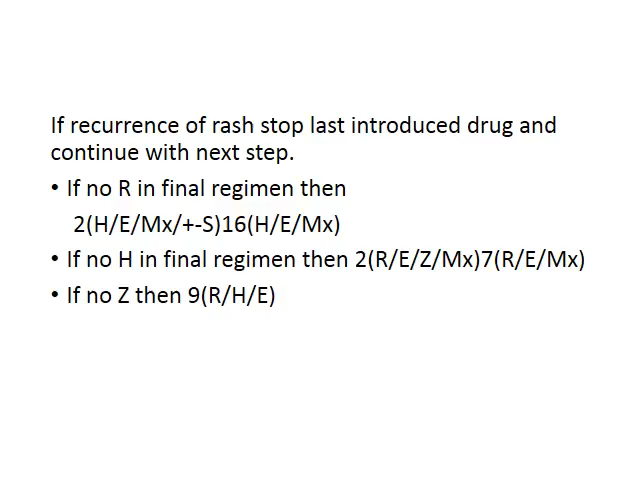 If recurrence of rash stop last introduced drug and
continue with next step.
• If no R in final regimen then
2(H/E/Mx/+-S)16(H/E/Mx)
• If no H in final regimen then 2(R/E/Z/Mx)7(R/E/Mx)
• If no Z then 9(R/H/E)